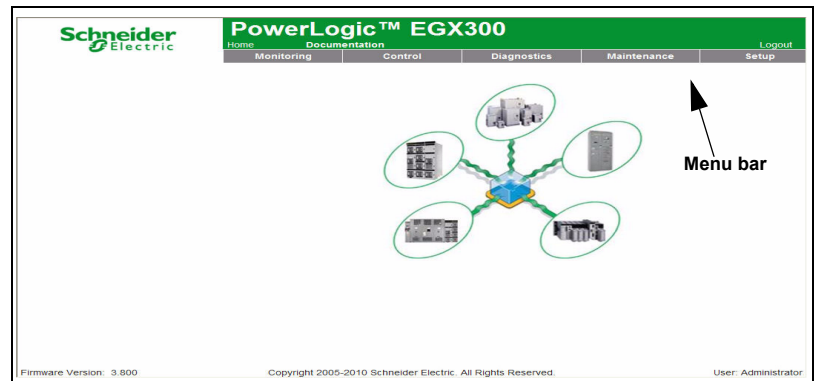 Schneider
Electric
PowerLogic™ EGX300
Home Documentation Logout
Monitoring Control Diagnostics Maintenance Setup
Menu bar
Firmware Version: 3.800 Copyright 2005-2010 Schneider Electric. All Rights Reserved. User: Administrator